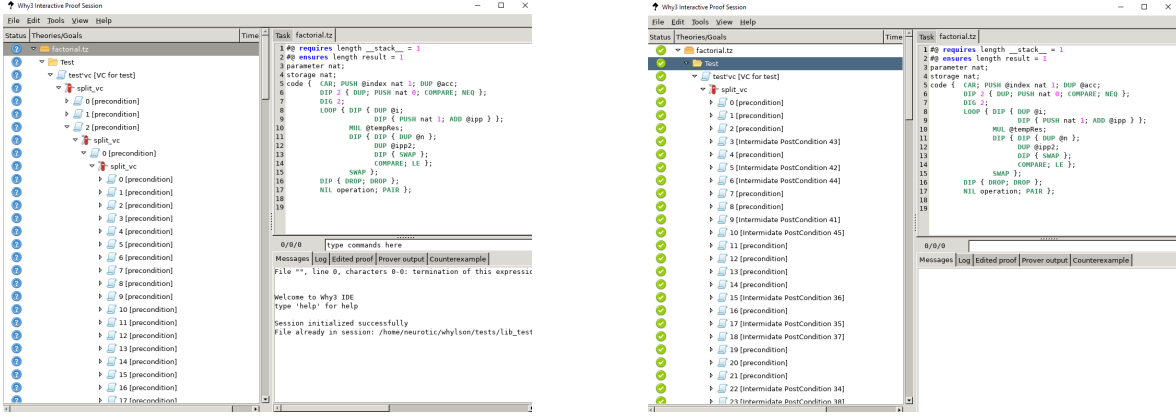 Why3 Interactive Proof Session
File Edit Tools View Help
Status Theories/Goals Time
factorial.tz
Test
test'vc [VC for test]
split_vc
0 [precondition]
1 [precondition]
2 [precondition]
split_vc
0 [precondition]
split_vc
0 [precondition]
1 [precondition]
2 [precondition]
3 [precondition]
4 [precondition]
5 [precondition]
6 [precondition]
7 [precondition]
8 [precondition]
9 [precondition]
10 [precondition]
11 [precondition]
12 [precondition]
13 [precondition]
14 [precondition]
15 [precondition]
16 [precondition]
17 [precondition]
Task factorial.tz
1 #@ requires length __stack__ = 1
2 #@ ensures length result = 1
3 parameter nat;
4 storage nat;
5 code { CAR; PUSH @index nat 1; DUP @acc;
6 DIP 2 { DUP; PUSH nat 0; COMPARE; NEQ };
7 DIG 2;
8 LOOP { DIP { DUP @i;
9 DIP { PUSH nat 1; ADD @ipp } };
10 MUL @tempRes;
11 DIP { DIP { DUP @n };
12 DUP @ipp2;
13 DIP { SWAP };
14 COMPARE; LE };
15 SWAP };
16 DIP { DROP; DROP };
17 NIL operation; PAIR };
18
19
0/0/0 type commands here
Messages Log Edited proof Prover output Counterexample
File "", line 0, characters 0-0: termination of this expressio
Welcome to Why3 IDE
type 'help' for help
Session initialized successfully
File already in session: /home/neurotic/whylson/tests/lib_test
Why3 Interactive Proof Session
File Edit Tools View Help
Status Theories/Goals Time
factorial.tz
Test
test'vc [VC for test]
split_vc
0 [precondition]
1 [precondition]
2 [precondition]
3 [Intermidate PostCondition 43]
4 [precondition]
5 [Intermidate PostCondition 42]
6 [Intermidate PostCondition 44]
7 [precondition]
8 [precondition]
9 [Intermidate PostCondition 41]
10 [Intermidate PostCondition 45]
11 [precondition]
12 [precondition]
13 [precondition]
14 [precondition]
15 [Intermidate PostCondition 36]
16 [precondition]
17 [Intermidate PostCondition 35]
18 [Intermidate PostCondition 37]
19 [precondition]
20 [precondition]
21 [precondition]
22 [Intermidate PostCondition 34]
23 [Intermidate PostCondition 38]
Task factorial.tz
1 #@ requires length __stack__ = 1
2 #@ ensures length result = 1
3 parameter nat;
4 storage nat;
5 code { CAR; PUSH @index nat 1; DUP @acc;
6 DIP 2 { DUP; PUSH nat 0; COMPARE; NEQ };
7 DIG 2;
8 LOOP { DIP { DUP @i;
9 DIP { PUSH nat 1; ADD @ipp } };
10 MUL @tempRes;
11 DIP { DIP { DUP @n };
12 DUP @ipp2;
13 DIP { SWAP };
14 COMPARE; LE };
15 SWAP };
16 DIP { DROP; DROP };
17 NIL operation; PAIR };
18
19
0/0/0
Messages Log Edited proof Prover output Counterexample